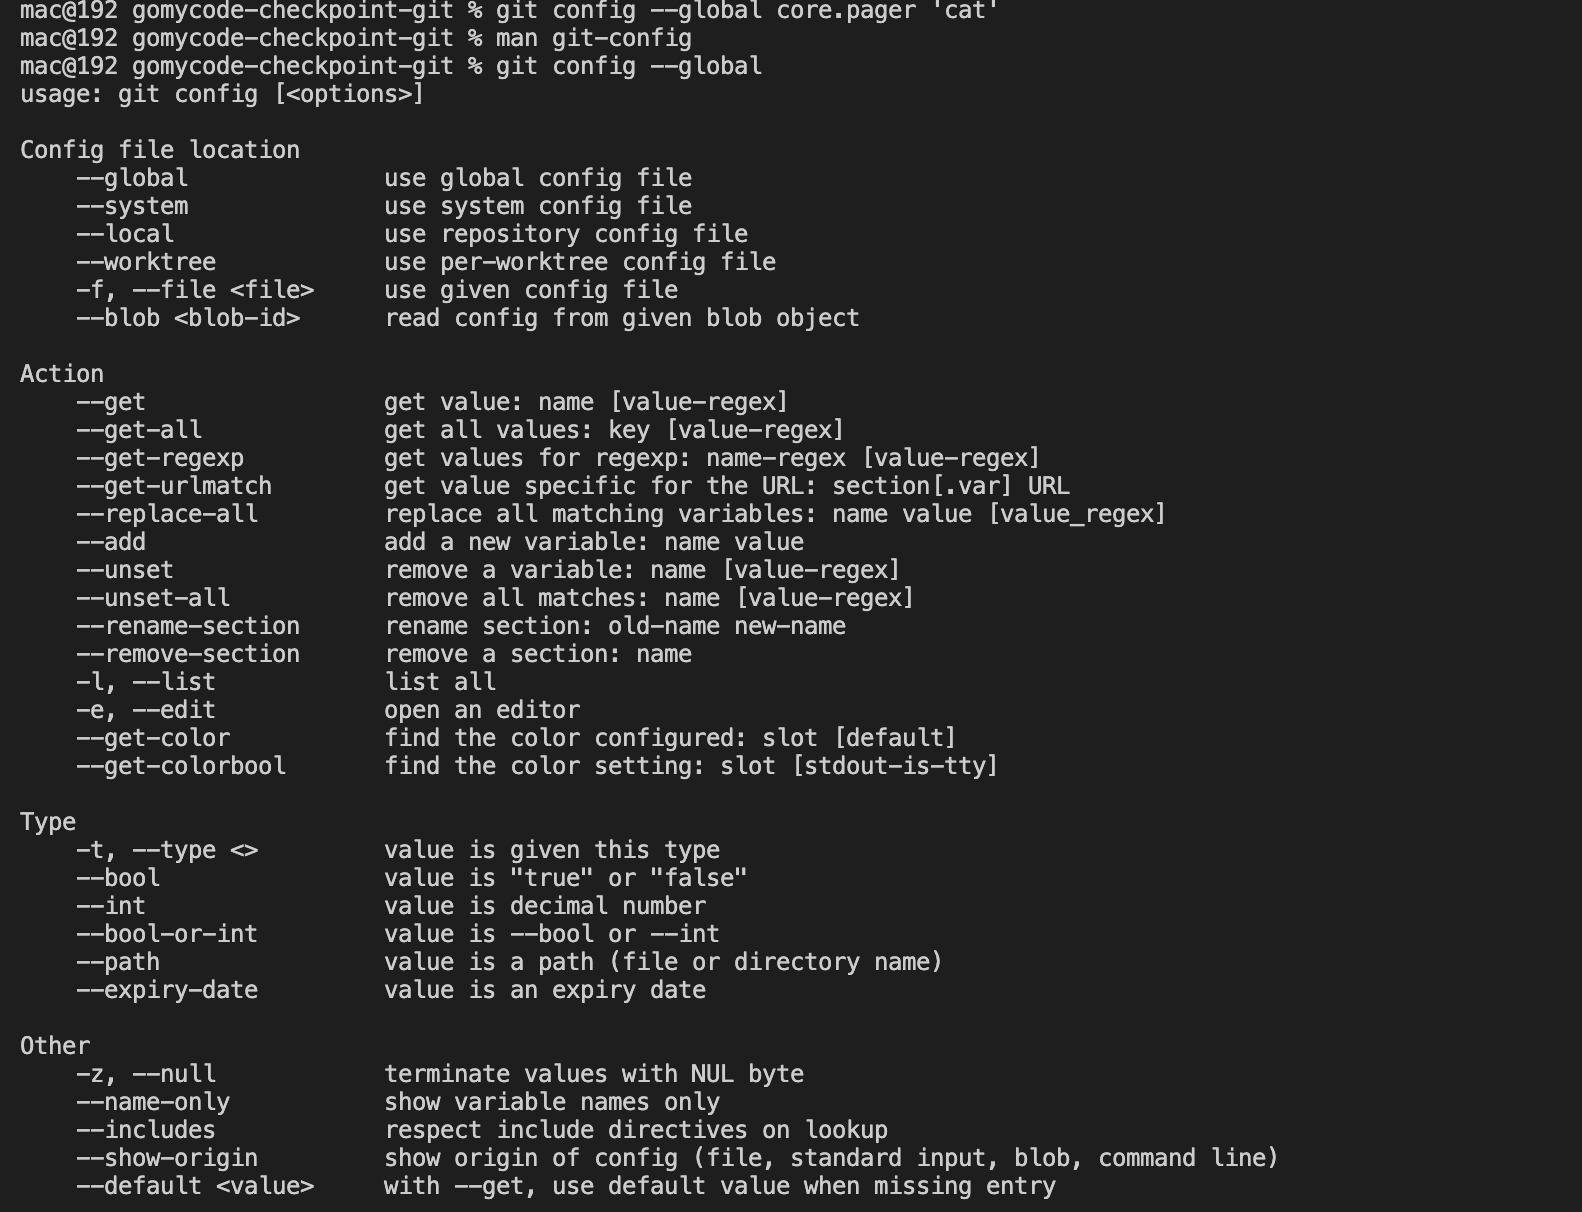 mac@192 gomycode-checkpoint-git % git config --global core.pager 'cat'
mac@192 gomycode-checkpoint-git % man git-config
mac@192 gomycode-checkpoint-git % git config --global
usage: git config [<options>]

Config file location
    --global              use global config file
    --system              use system config file
    --local               use repository config file
    --worktree            use per-worktree config file
    -f, --file <file>     use given config file
    --blob <blob-id>      read config from given blob object

Action
    --get                 get value: name [value-regex]
    --get-all             get all values: key [value-regex]
    --get-regexp          get values for regexp: name-regex [value-regex]
    --get-urlmatch        get value specific for the URL: section[.var] URL
    --replace-all         replace all matching variables: name value [value_regex]
    --add                 add a new variable: name value
    --unset               remove a variable: name [value-regex]
    --unset-all           remove all matches: name [value-regex]
    --rename-section      rename section: old-name new-name
    --remove-section      remove a section: name
    -l, --list            list all
    -e, --edit            open an editor
    --get-color           find the color configured: slot [default]
    --get-colorbool       find the color setting: slot [stdout-is-tty]

Type
    -t, --type <>         value is given this type
    --bool                value is "true" or "false"
    --int                 value is decimal number
    --bool-or-int         value is --bool or --int
    --path                value is a path (file or directory name)
    --expiry-date         value is an expiry date

Other
    -z, --null            terminate values with NUL byte
    --name-only           show variable names only
    --includes            respect include directives on lookup
    --show-origin         show origin of config (file, standard input, blob, command line)
    --default <value>     with --get, use default value when missing entry